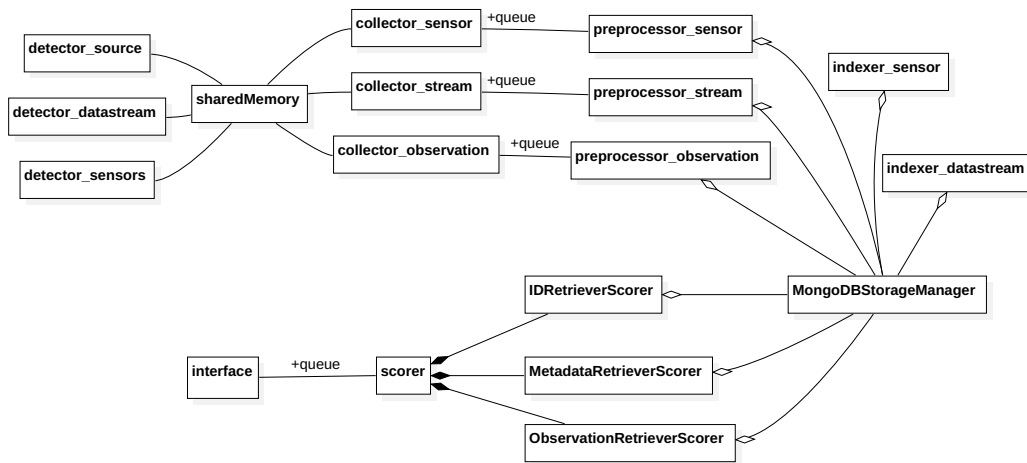 collector_sensor
+queue
preprocessor_sensor
detector_source
indexer_sensor
collector_stream
+queue
preprocessor_stream
sharedMemory
detector_datastream
collector_observation
+queue
preprocessor_observation
indexer_datastream
detector_sensors
IDRetrieverScorer
MongoDBStorageManager
interface
+queue
scorer
MetadataRetrieverScorer
ObservationRetrieverScorer